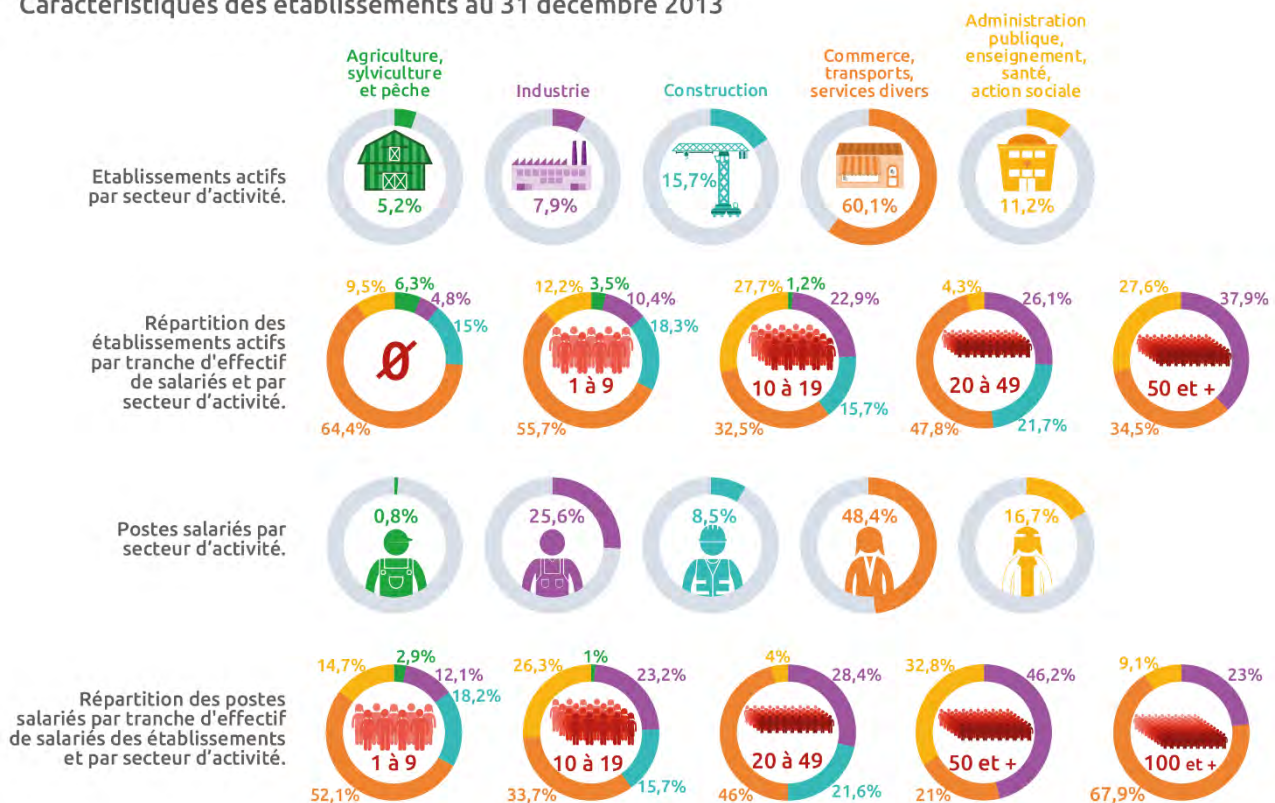 Caractéristiques des établissements au 31 décembre 2013
Agriculture,
sylviculture
et pêche
Industrie
Construction
Commerce,
transports,
services divers
Administration
publique,
enseignement,
santé,
action sociale
Etablissements actifs
par secteur d'activité.
5,2%
7,9%
15,7%
60,1%
11,2%
Répartition des
établissements actifs
par tranche d'effectif
de salariés et par
secteur d'activité.
9,5%
6,3%
4,8%
15%
64,4%
0
12,2%
3,5%
10,4%
18,3%
55,7%
1 à 9
27,7%
1,2%
22,9%
15,7%
32,5%
10 à 19
4,3%
26,1%
21,7%
47,8%
20 à 49
27,6%
37,9%
34,5%
50 et +
Postes salariés par
secteur d'activité.
0,8%
25,6%
8,5%
48,4%
16,7%
Répartition des postes
salariés par tranche d'effectif
de salariés des établissements
et par secteur d'activité.
14,7%
2,9%
12,1%
18,2%
52,1%
1 à 9
26,3%
1%
23,2%
15,7%
33,7%
10 à 19
4%
28,4%
21,6%
46%
20 à 49
32,8%
46,2%
21%
50 et +
9,1%
23%
67,9%
100 et +